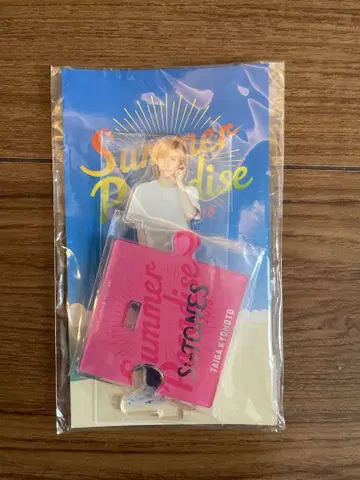 Summer
Paradise
Summer
Paradise
SixTONES
TAIGA KYOMOTO